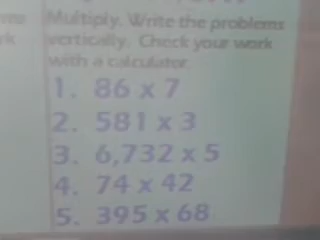 Multiply. Write the problems
vertically. Check your work
with a calculator.
1. 86 x 7
2. 581 x 3
3. 6,732 x 5
4. 74 x 42
5. 395 x 68